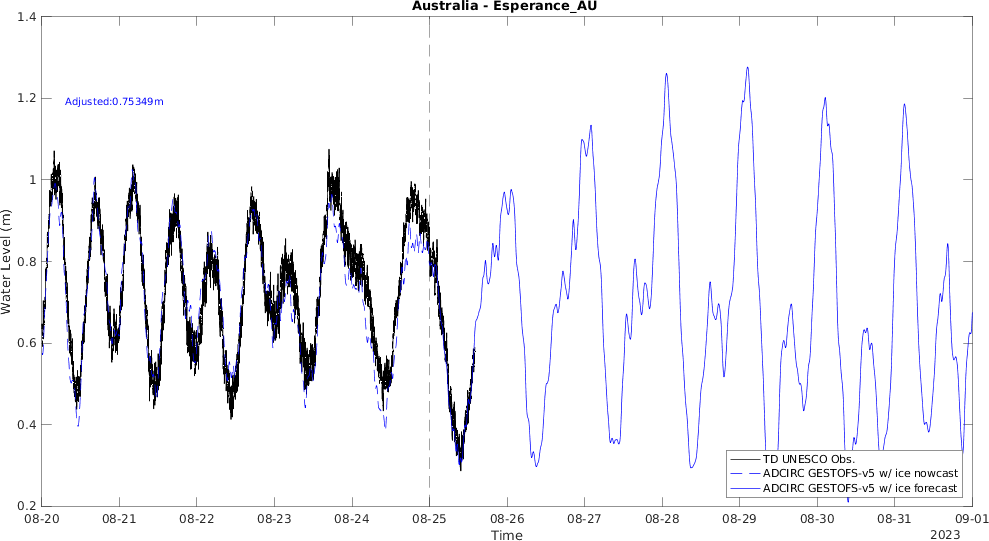 Australia - Esperance_AU
1.4
1.2
1
0.8
0.6
0.4
0.2
Water Level (m)
Adjusted:0.75349m
TD UNESCO Obs.
ADCIRC GESTOFS-v5 w/ ice nowcast
ADCIRC GESTOFS-v5 w/ ice forecast
08-20 08-21 08-22 08-23 08-24 08-25 08-26 08-27 08-28 08-29 08-30 08-31 09-01
Time
2023